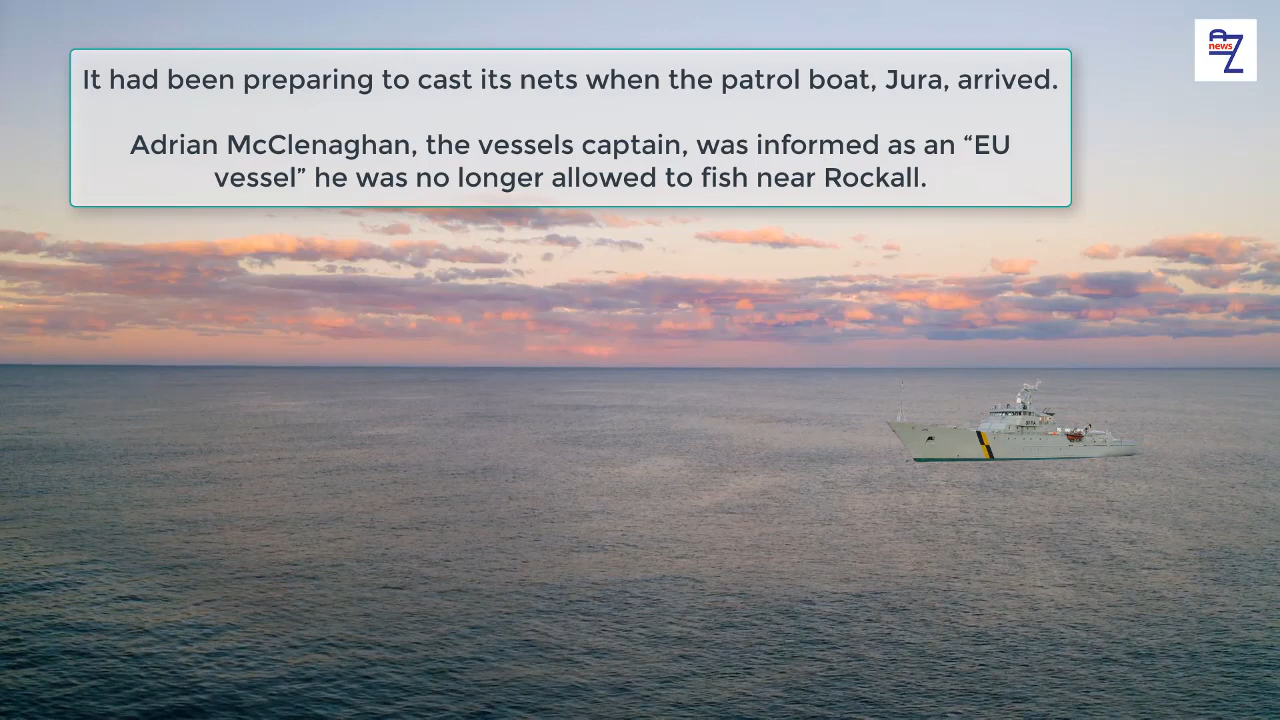 AZ
news
It had been preparing to cast its nets when the patrol boat, Jura, arrived.
Adrian McClenaghan, the vessels captain, was informed as an “EU
vessel” he was no longer allowed to fish near Rockall.